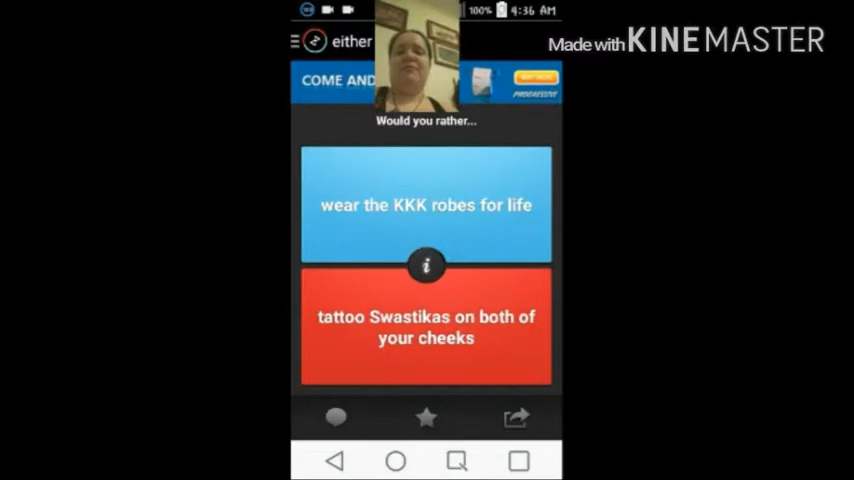 100% 4:36 AM
either
Made with KINEMASTER
COME AND
PROGRESSIVE
Would you rather...
wear the KKK robes for life
i
tattoo Swastikas on both of
your cheeks